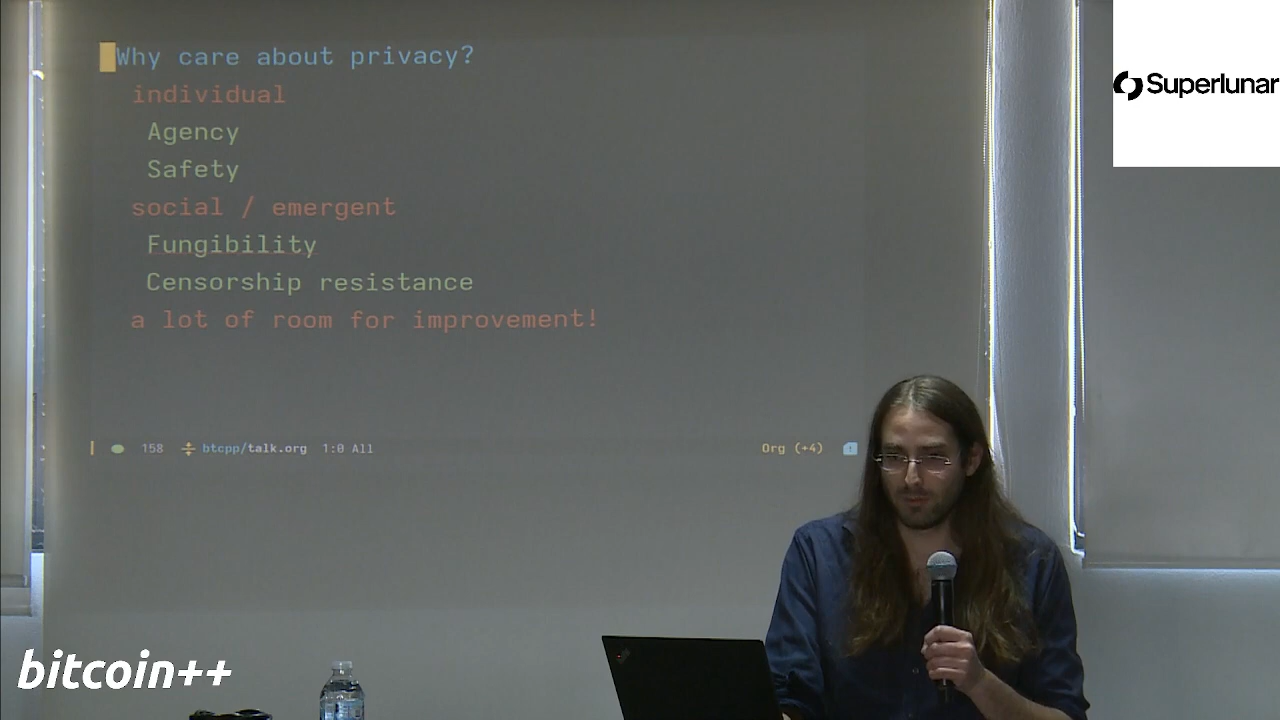 Why care about privacy?
individual
Agency
Safety
social / emergent
Fungibility
Censorship resistance
a lot of room for improvement!
158 btcpp/talk.org 1:0 All
Org (+4)
Superlunar
bitcoin++